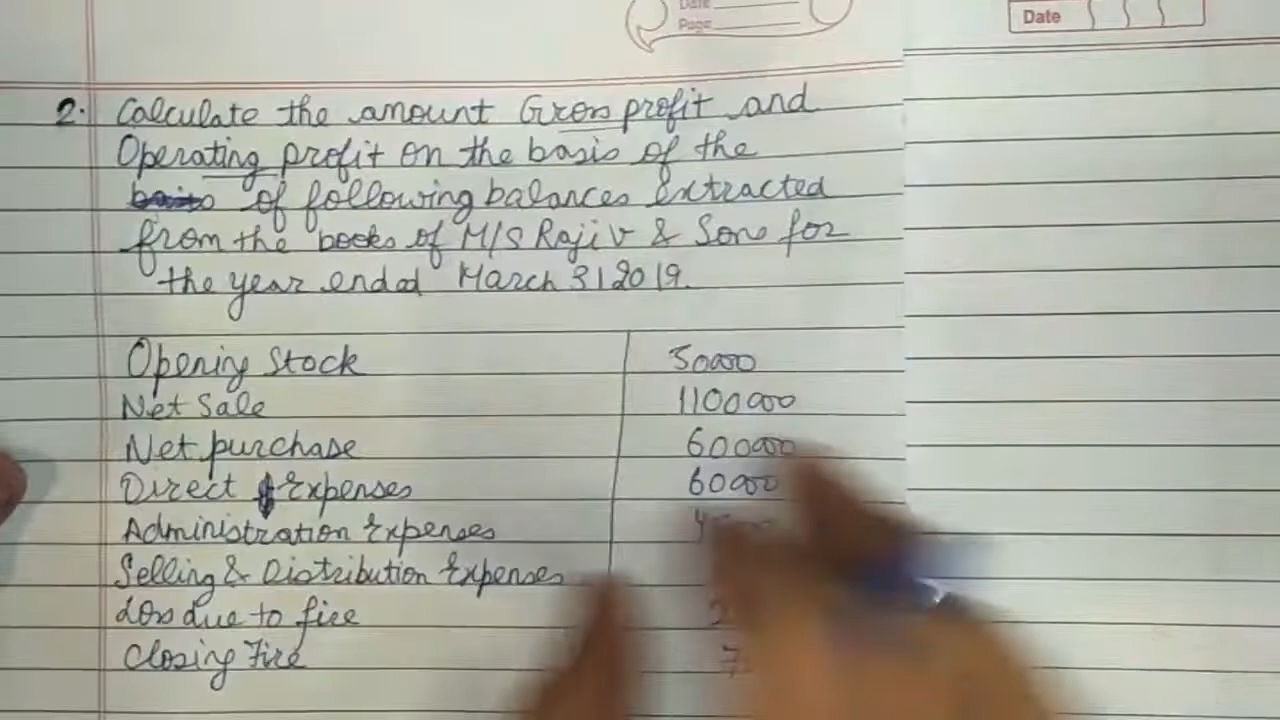 Date
Page
Date
2. Calculate the amount Gross profit and
Operating profit on the basis of the
of following balances Extracted
from the books of M/S Rajiv & Sons for
the year ended March 31 2019.
Opening Stock 50000
Net Sale 1100000
Net purchase 600000
Direct Expenses 60000
Administration Expenses
Selling & Distribution Expenses
Loss due to fire
Closing Fire